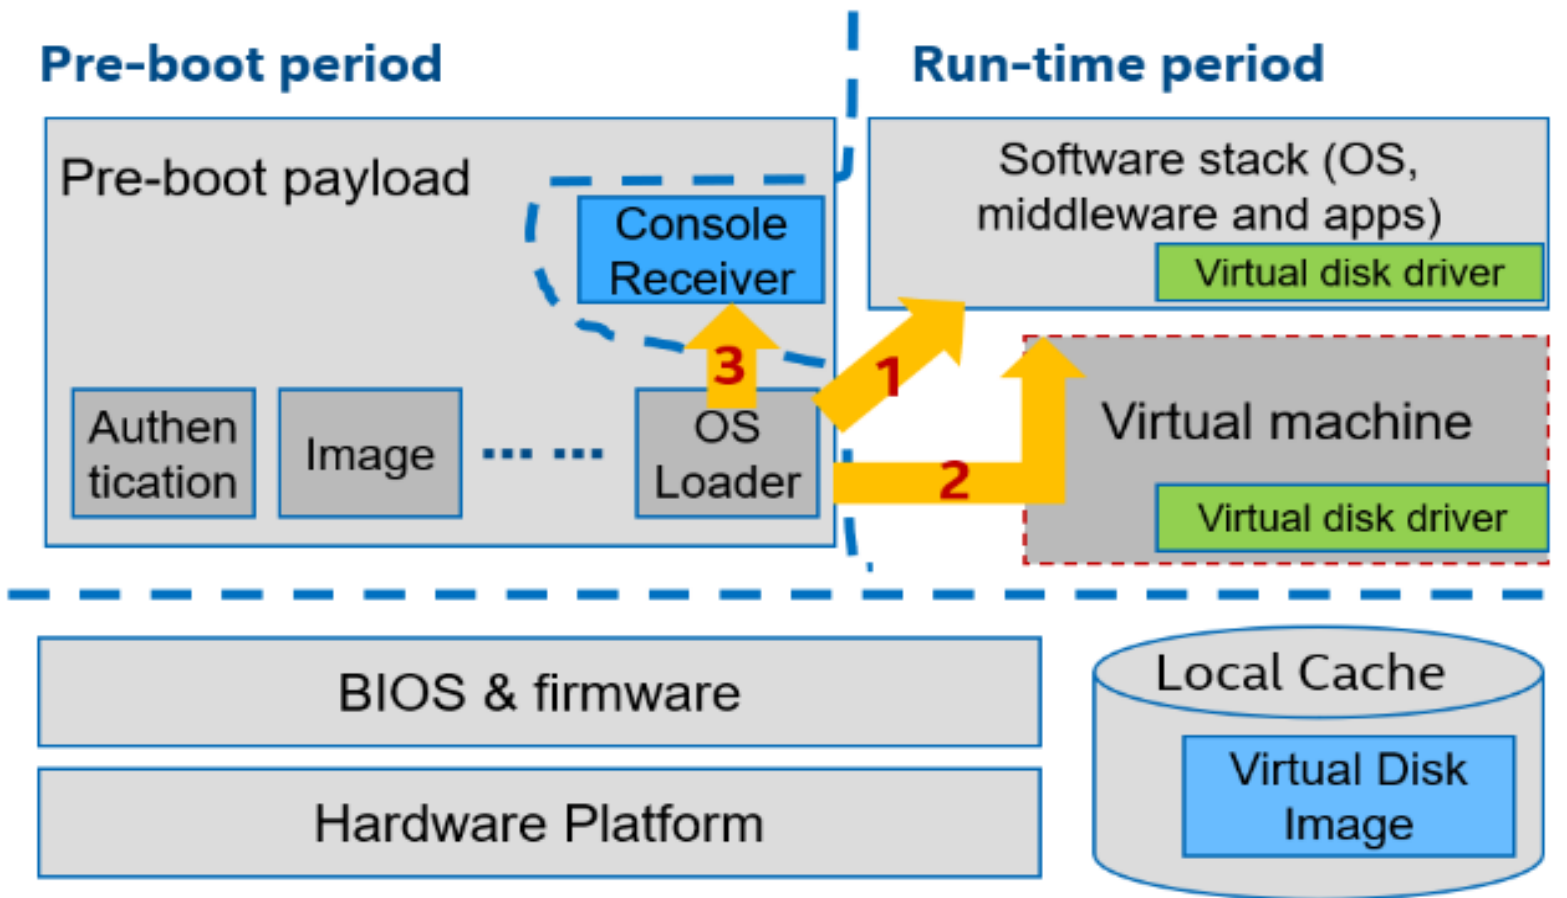 Pre-boot period
Run-time period
Pre-boot payload
Console
Receiver
Software stack (OS,
middleware and apps)
Virtual disk driver
3
1
2
Authen
tication
Image
OS
Loader
Virtual machine
Virtual disk driver
BIOS & firmware
Hardware Platform
Local Cache
Virtual Disk
Image